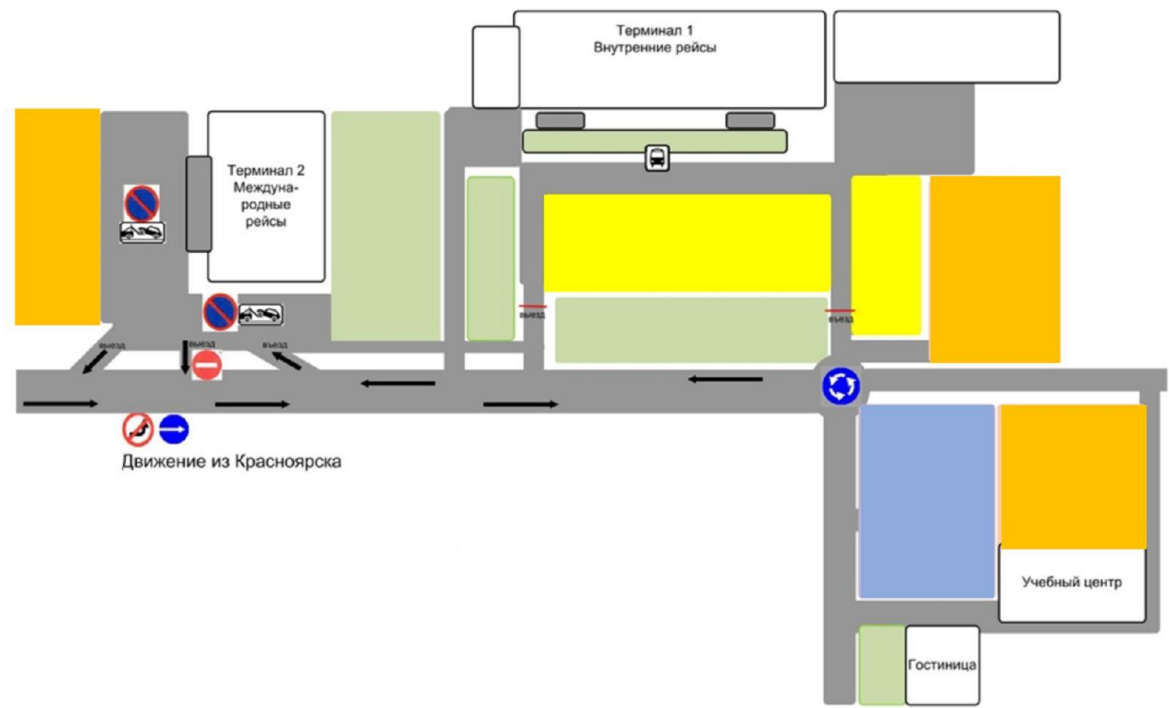 Терминал 1
Внутренние рейсы
Терминал 2
Междуна-
родные
рейсы
выезд
въезд
выезд
выезд
въезд
Движение из Красноярска
Учебный центр
Гостиница